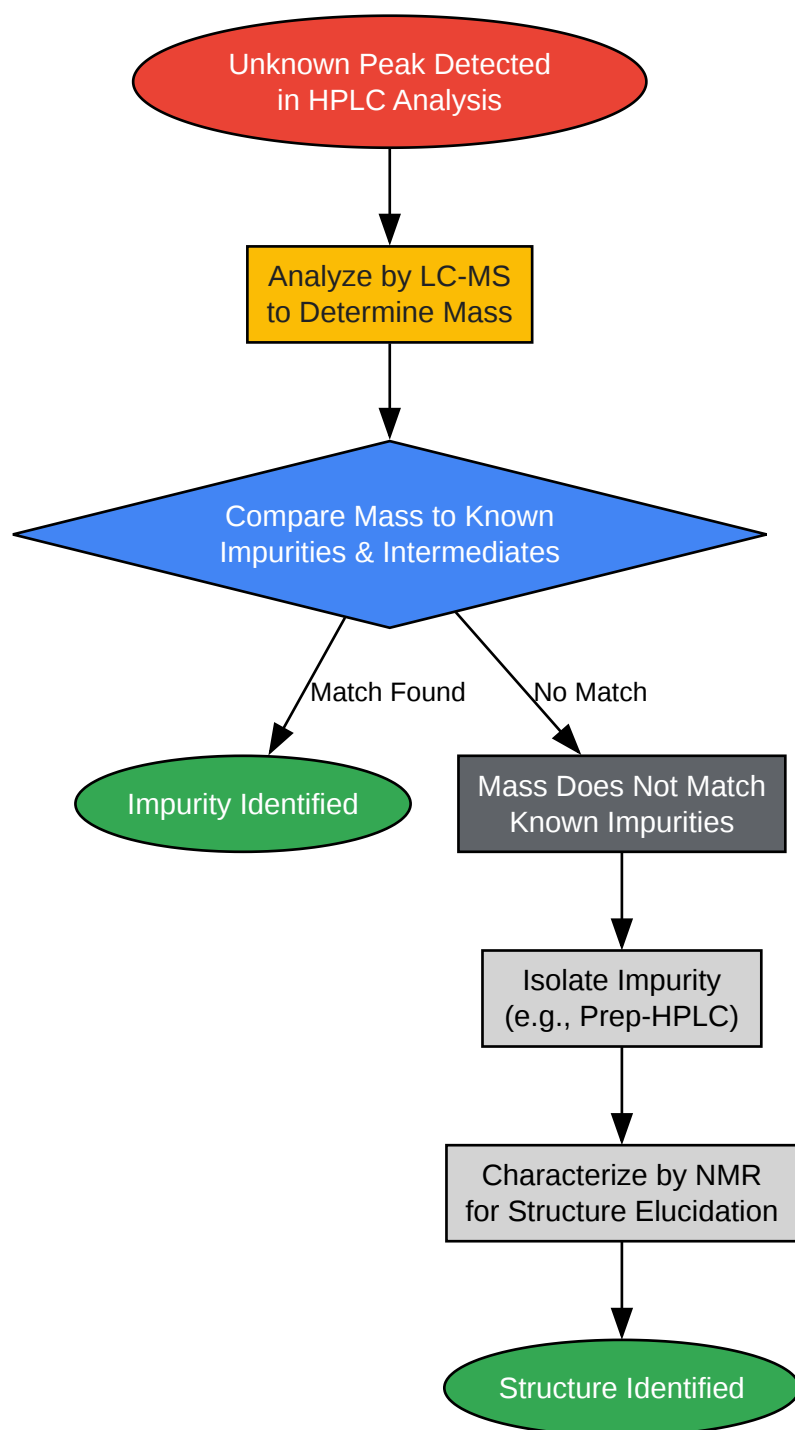 Unknown Peak Detected
in HPLC Analysis
Analyze by LC-MS
to Determine Mass
Compare Mass to Known
Impurities & Intermediates
Match Found
No Match
Impurity Identified
Mass Does Not Match
Known Impurities
Isolate Impurity
(e.g., Prep-HPLC)
Characterize by NMR
for Structure Elucidation
Structure Identified